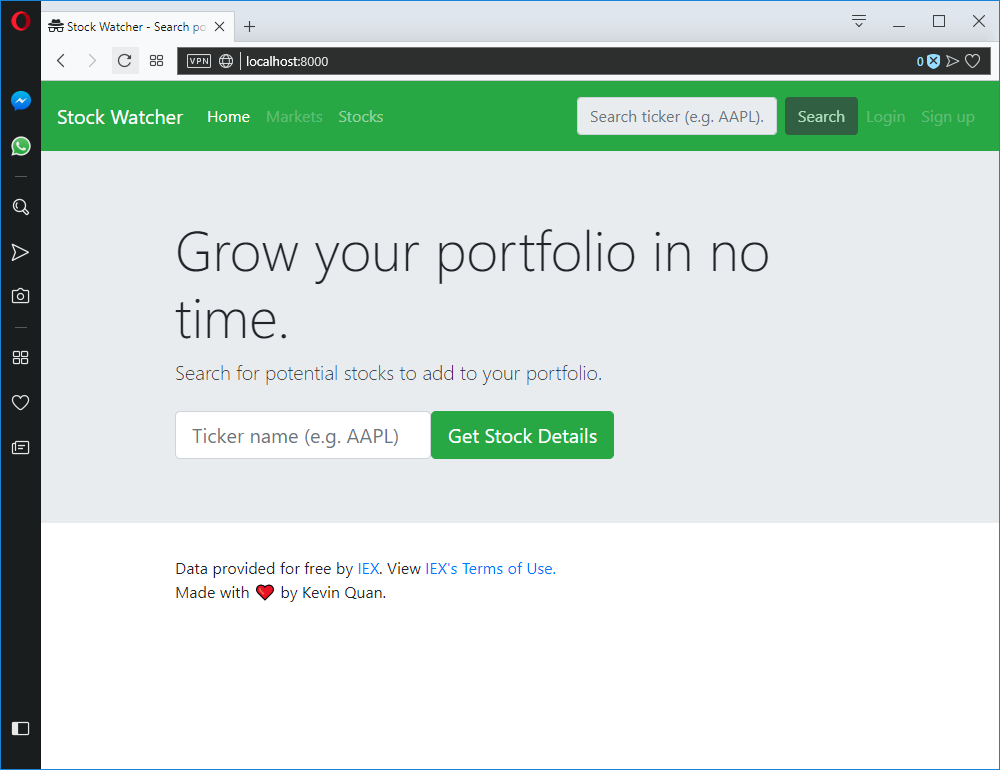 Stock Watcher - Search po
VPN localhost:8000 0
Stock Watcher Home Markets Stocks Search ticker (e.g. AAPL). Search Login Sign up
Grow your portfolio in no
time.
Search for potential stocks to add to your portfolio.
Ticker name (e.g. AAPL) Get Stock Details
Data provided for free by IEX. View IEX's Terms of Use.
Made with ❤ by Kevin Quan.